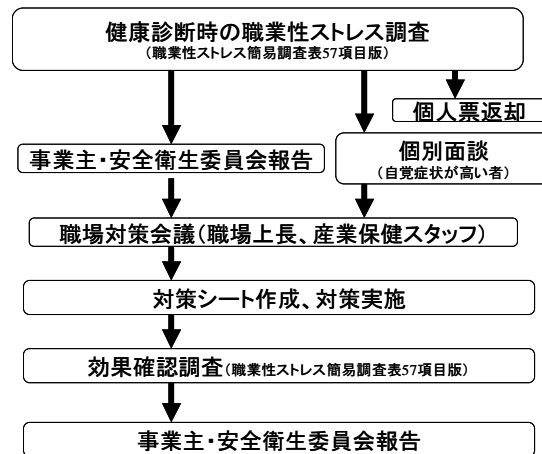 健康診断時の職業性ストレス調査
(職業性ストレス簡易調査表57項目版)
個人票返却
事業主・安全衛生委員会報告
個別面談
(自覚症状が高い者)
職場対策会議(職場上長、産業保健スタッフ)
対策シート作成、対策実施
効果確認調査(職業性ストレス簡易調査表57項目版)
事業主・安全衛生委員会報告